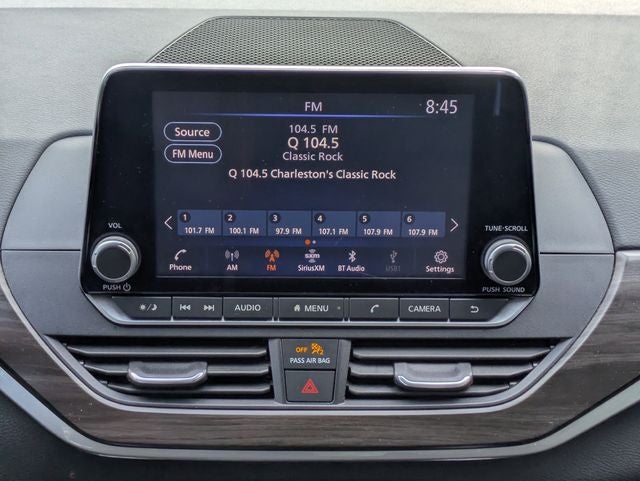 FM 8:45
Source
104.5 FM
Q 104.5
FM Menu
Classic Rock
Q 104.5 Charleston's Classic Rock
1 2 3 4 5 6
101.7 FM 100.1 FM 97.9 FM 107.1 FM 107.9 FM 107.9 FM
VOL
TUNE·SCROLL
Phone AM FM SiriusXM BT Audio USB1 Settings
sxm
PUSH
PUSH SOUND
AUDIO MENU CAMERA
OFF
PASS AIR BAG